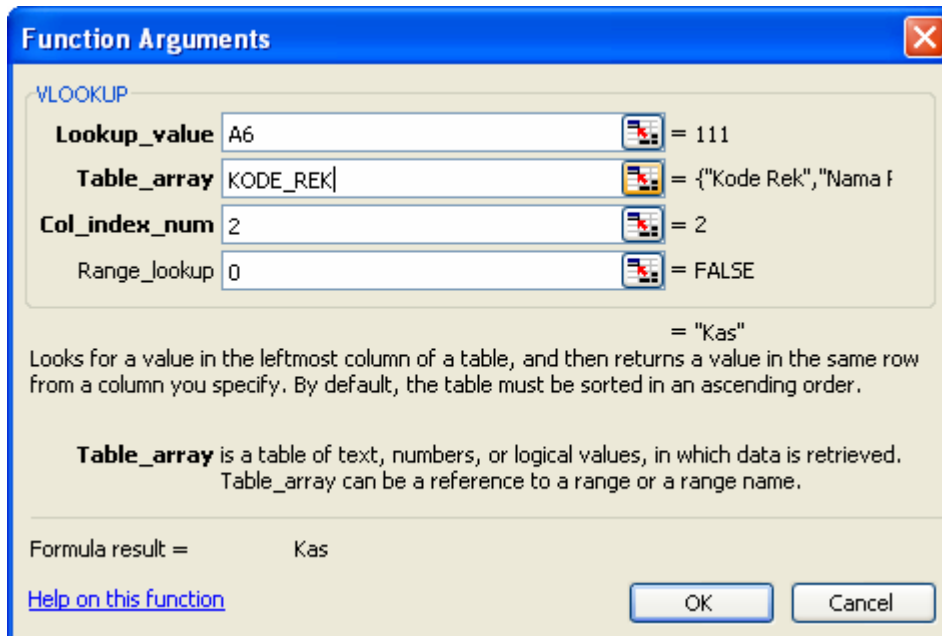 Function Arguments
VLOOKUP
Lookup_value A6 = 111
Table_array KODE_REK = {"Kode Rek","Nama F
Col_index_num 2 = 2
Range_lookup 0 = FALSE
= "Kas"
Looks for a value in the leftmost column of a table, and then returns a value in the same row
from a column you specify. By default, the table must be sorted in an ascending order.
Table_array is a table of text, numbers, or logical values, in which data is retrieved.
Table_array can be a reference to a range or a range name.
Formula result = Kas
Help on this function OK Cancel